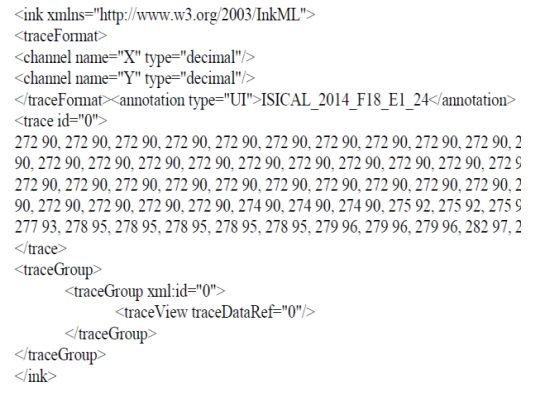 <ink xmlns="http://www.w3.org/2003/InkML">
<traceFormat>
<channel name="X" type="decimal"/>
<channel name="Y" type="decimal"/>
</traceFormat><annotation type="UI">ISICAL_2014_F18_E1_24</annotation>
<trace id="0">
272 90, 272 90, 272 90, 272 90, 272 90, 272 90, 272 90, 272 90, 272 90, 272 90, 2
90, 272 90, 272 90, 272 90, 272 90, 272 90, 272 90, 272 90, 272 90, 272 90, 272 9
272 90, 272 90, 272 90, 272 90, 272 90, 272 90, 272 90, 272 90, 272 90, 272 90, 2
90, 272 90, 272 90, 272 90, 272 90, 274 90, 274 90, 274 90, 275 92, 275 92, 275 9
277 93, 278 95, 278 95, 278 95, 278 95, 278 95, 279 96, 279 96, 279 96, 282 97, 2
</trace>
<traceGroup>
<traceGroup xml:id="0">
<traceView traceDataRef="0"/>
</traceGroup>
</traceGroup>
</ink>